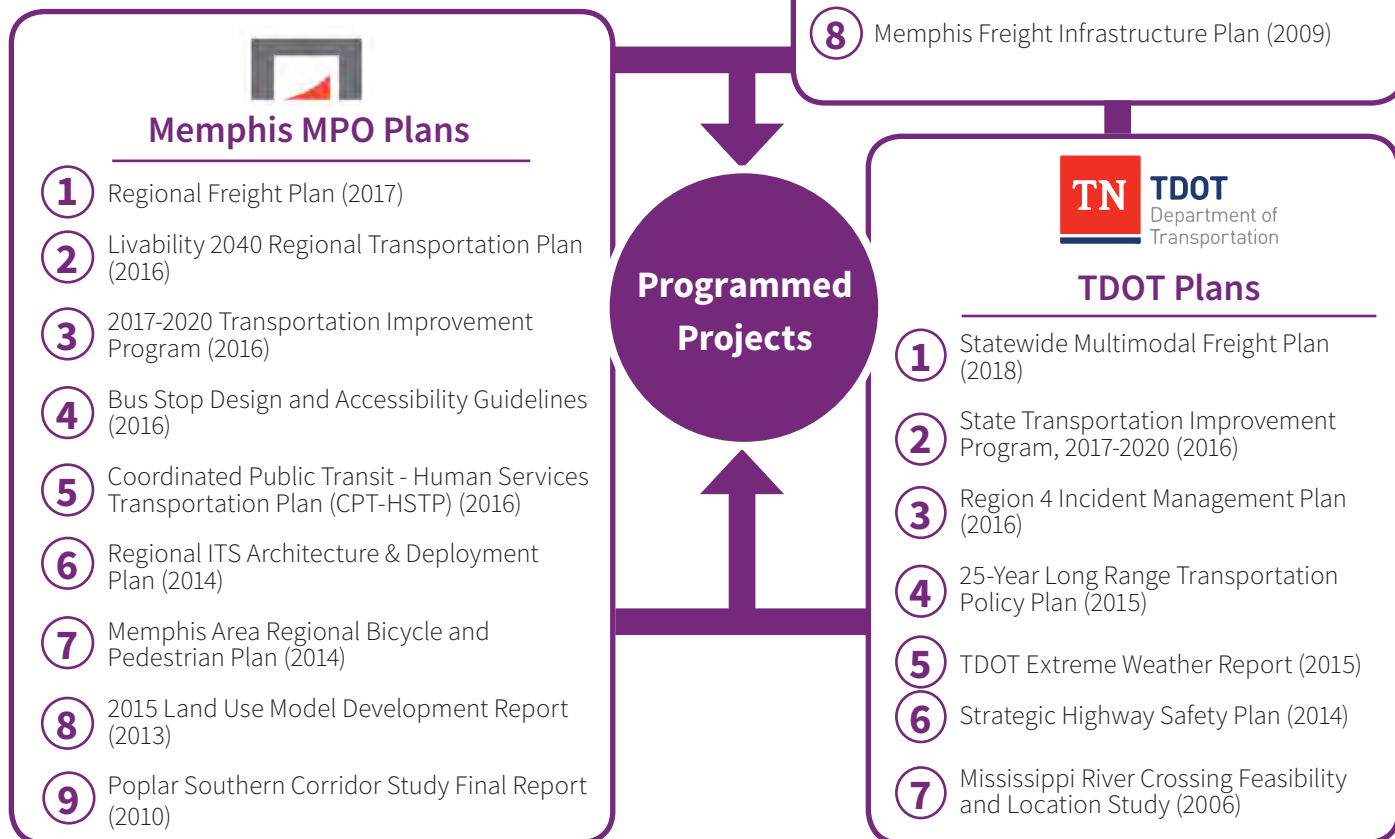 8
Memphis Freight Infrastructure Plan (2009)
Memphis MPO Plans
1
Regional Freight Plan (2017)
2
Livability 2040 Regional Transportation Plan
(2016)
3
2017-2020 Transportation Improvement
Program (2016)
4
Bus Stop Design and Accessibility Guidelines
(2016)
5
Coordinated Public Transit - Human Services
Transportation Plan (CPT-HSTP) (2016)
6
Regional ITS Architecture & Deployment
Plan (2014)
7
Memphis Area Regional Bicycle and
Pedestrian Plan (2014)
8
2015 Land Use Model Development Report
(2013)
9
Poplar Southern Corridor Study Final Report
(2010)
Programmed
Projects
TN
TDOT
Department of
Transportation
TDOT Plans
1
Statewide Multimodal Freight Plan
(2018)
2
State Transportation Improvement
Program, 2017-2020 (2016)
3
Region 4 Incident Management Plan
(2016)
4
25-Year Long Range Transportation
Policy Plan (2015)
5
TDOT Extreme Weather Report (2015)
6
Strategic Highway Safety Plan (2014)
7
Mississippi River Crossing Feasibility
and Location Study (2006)